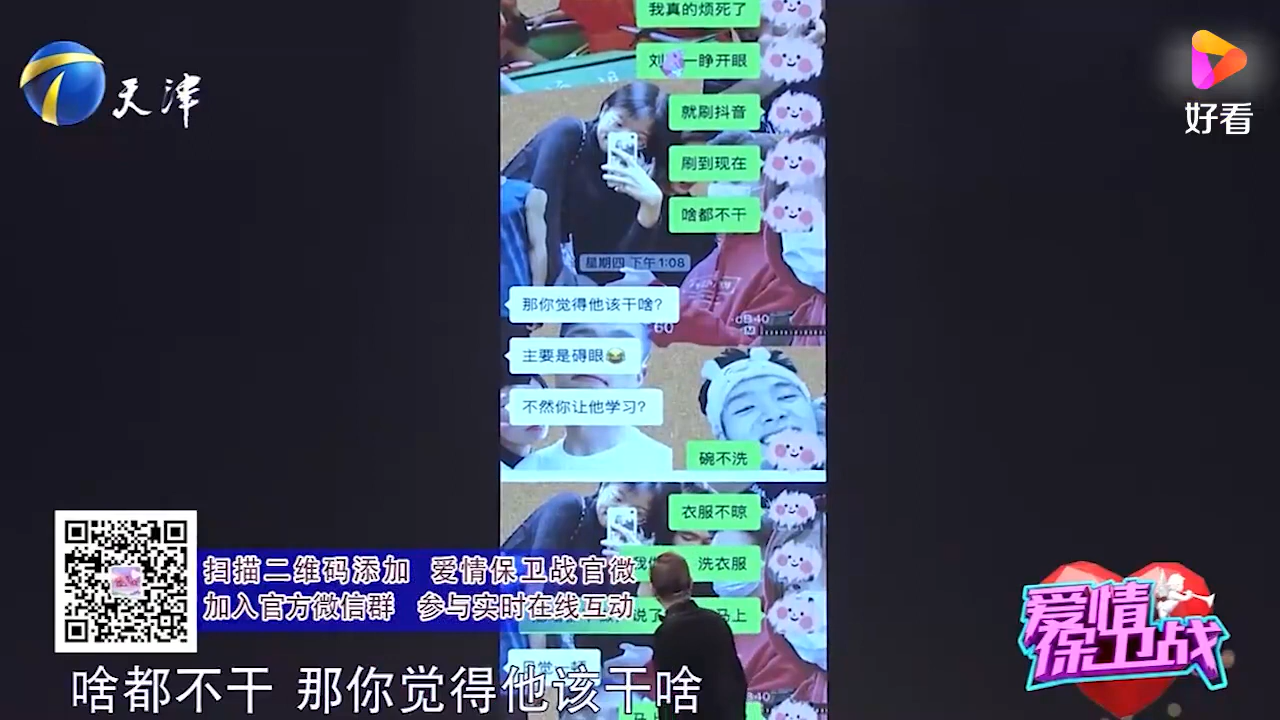 天津
好看
我真的烦死了
一睁开眼
就刷抖音
刷到现在
啥都不干
星期四 下午1:08
那你觉得他该干啥?
60
dB40
M
主要是碍眼😂
不然你让他学习?
碗不洗
衣服不晾
洗衣服
马上
扫描二维码添加 爱情保卫战官微
加入官方微信群 参与实时在线互动
爱情
保卫战
啥都不干 那你觉得他该干啥